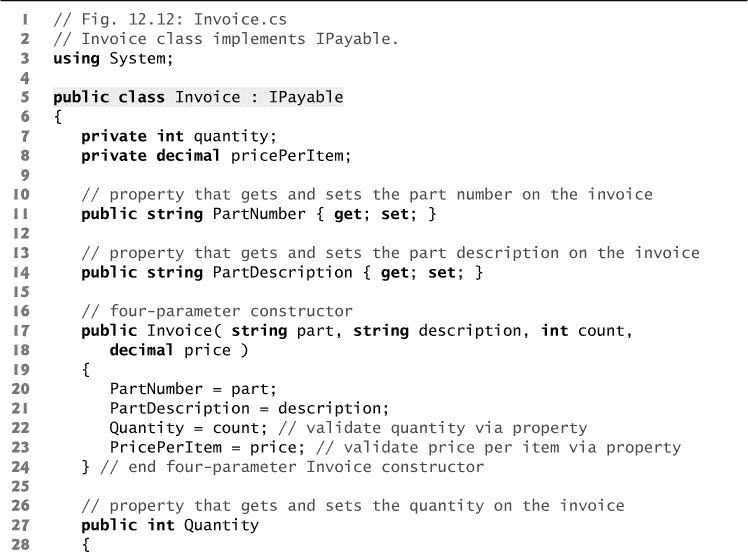 1 // Fig. 12.12: Invoice.cs
2 // Invoice class implements IPayable.
3 using System;
4
5 public class Invoice : IPayable
6 {
7 private int quantity;
8 private decimal pricePerItem;
9
10 // property that gets and sets the part number on the invoice
11 public string PartNumber { get; set; }
12
13 // property that gets and sets the part description on the invoice
14 public string PartDescription { get; set; }
15
16 // four-parameter constructor
17 public Invoice( string part, string description, int count,
18 decimal price )
19 {
20 PartNumber = part;
21 PartDescription = description;
22 Quantity = count; // validate quantity via property
23 PricePerItem = price; // validate price per item via property
24 } // end four-parameter Invoice constructor
25
26 // property that gets and sets the quantity on the invoice
27 public int Quantity
28 {